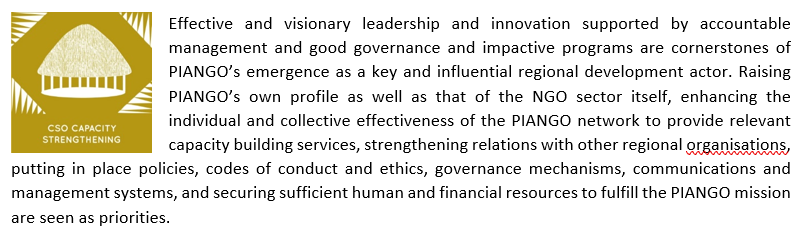 CSO CAPACITY
STRENGTHENING
Effective and visionary leadership and innovation supported by accountable
management and good governance and impactive programs are cornerstones of
PIANGO’s emergence as a key and influential regional development actor. Raising
PIANGO’s own profile as well as that of the NGO sector itself, enhancing the
individual and collective effectiveness of the PIANGO network to provide relevant
capacity building services, strengthening relations with other regional organisations,
putting in place policies, codes of conduct and ethics, governance mechanisms, communications and
management systems, and securing sufficient human and financial resources to fulfill the PIANGO mission
are seen as priorities.